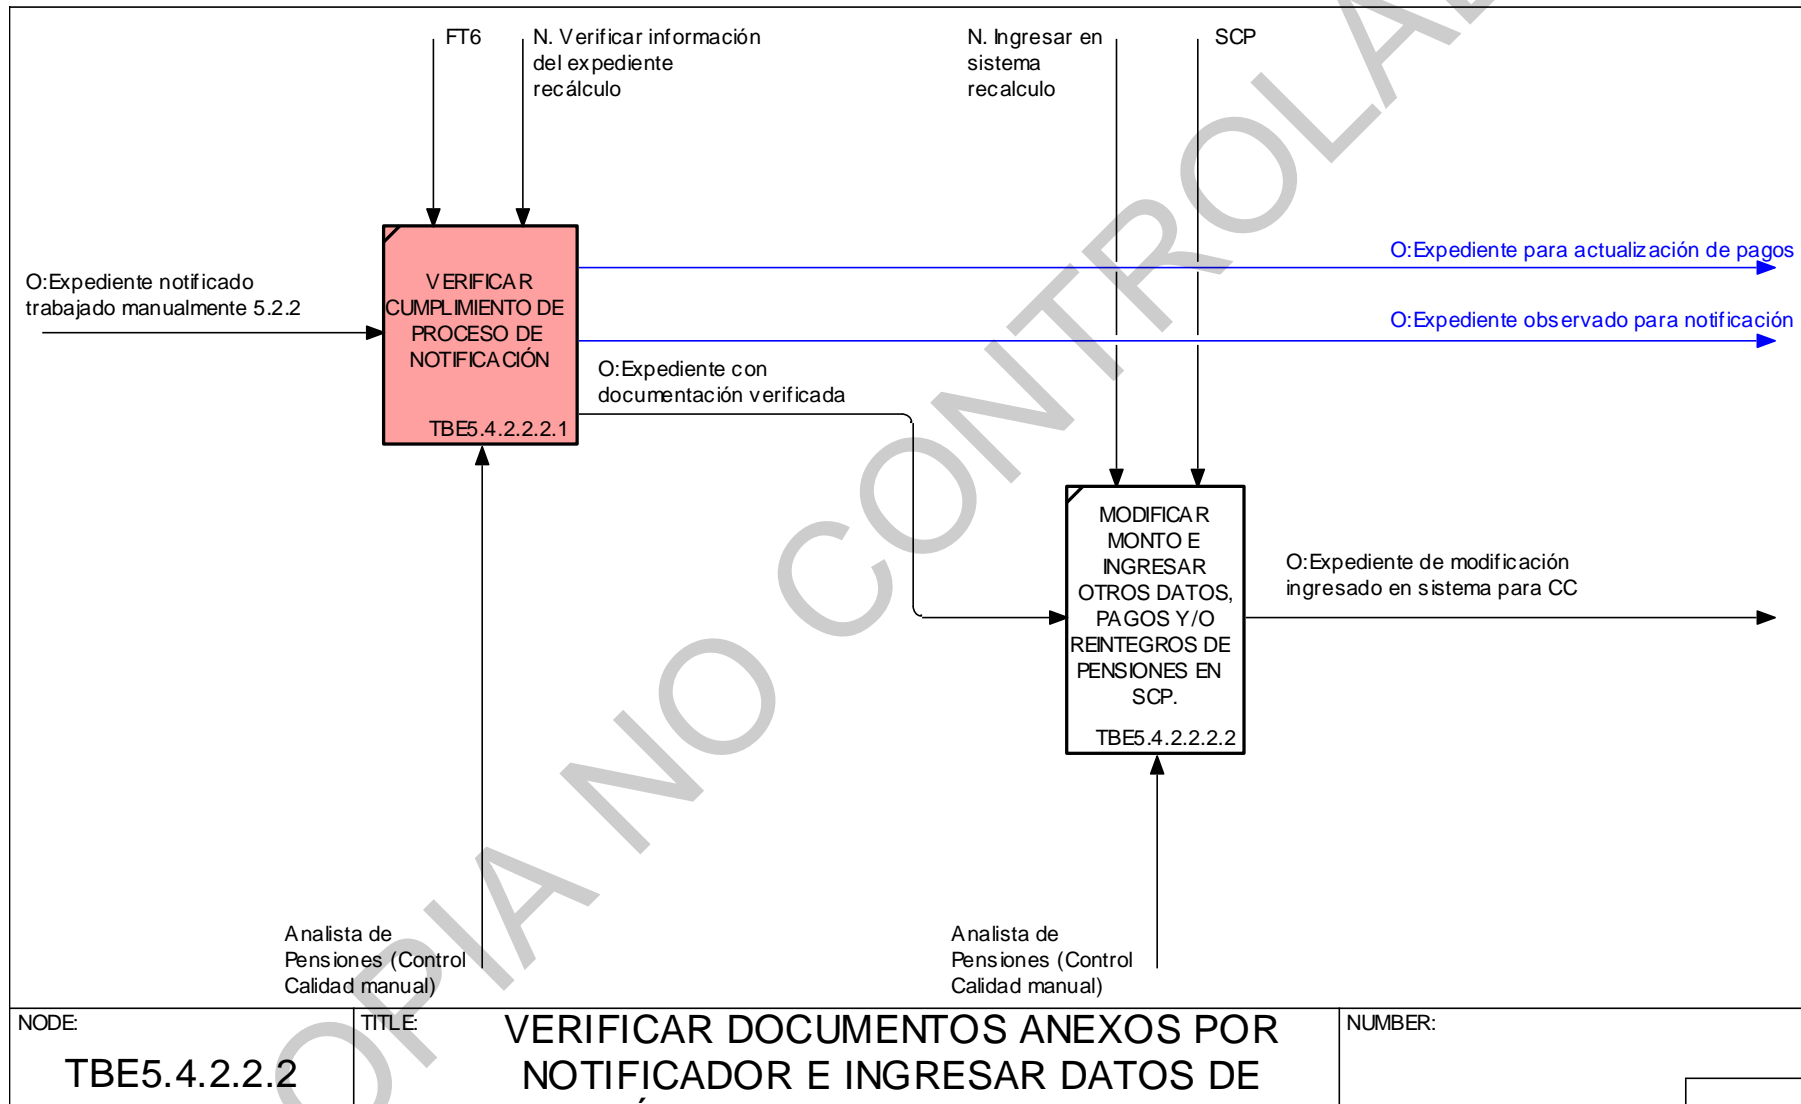 FT6
N. Verificar información
del expediente
recálculo
N. Ingresar en
sistema
recalculo
SCP
O:Expediente notificado
trabajado manualmente 5.2.2
VERIFICAR
CUMPLIMIENTO DE
PROCESO DE
NOTIFICACIÓN
TBE5.4.2.2.2.1
O:Expediente para actualización de pagos
O:Expediente observado para notificación
O:Expediente con
documentación verificada
MODIFICAR
MONTO E
INGRESAR
OTROS DATOS,
PAGOS Y/O
REINTEGROS DE
PENSIONES EN
SCP.
TBE5.4.2.2.2.2
O:Expediente de modificación
ingresado en sistema para CC
Analista de
Pensiones (Control
Calidad manual)
Analista de
Pensiones (Control
Calidad manual)
NODE:
TBE5.4.2.2.2
TITLE:
VERIFICAR DOCUMENTOS ANEXOS POR
NOTIFICADOR E INGRESAR DATOS DE
NUMBER:
OPIA NO CONTROLA